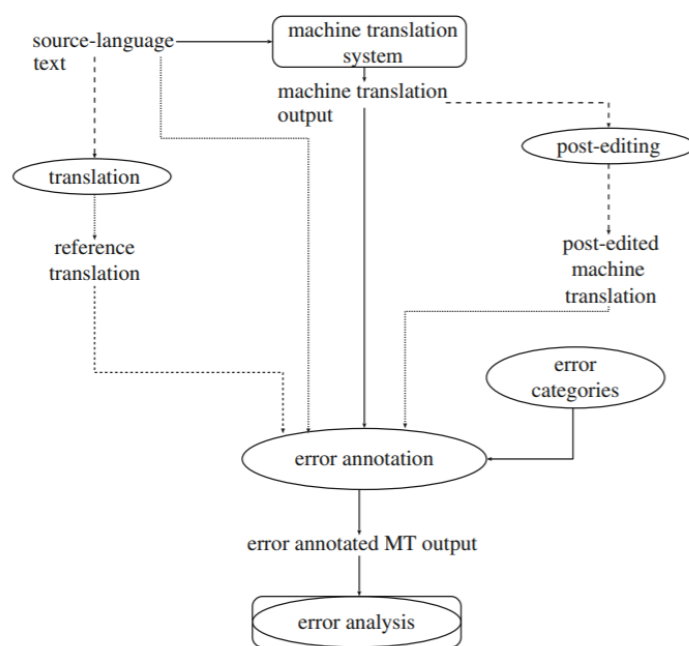 source-language
text
machine translation
system
machine translation
output
post-editing
translation
reference
translation
post-edited
machine
translation
error
categories
error annotation
error annotated MT output
error analysis